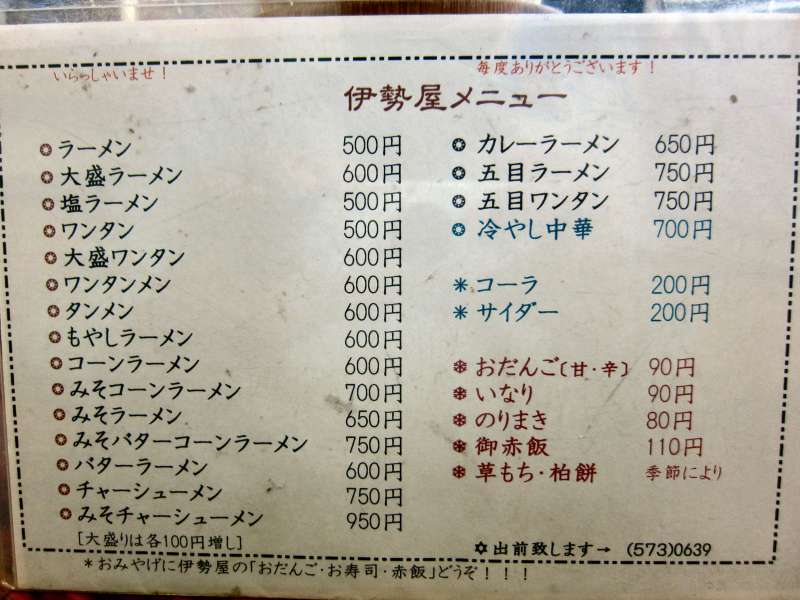 いらっしゃいませ！
毎度ありがとうございます！
伊勢屋メニュー
ラーメン 500円
大盛ラーメン 600円
塩ラーメン 500円
ワンタン 500円
大盛ワンタン 600円
ワンタンメン 600円
タンメン 600円
もやしラーメン 600円
コーンラーメン 600円
みそコーンラーメン 700円
みそラーメン 650円
みそバターコーンラーメン 750円
バターラーメン 600円
チャーシューメン 750円
みそチャーシューメン 950円
[大盛りは各100円増し]
カレーラーメン 650円
五目ラーメン 750円
五目ワンタン 750円
冷やし中華 700円
＊コーラ 200円
＊サイダー 200円
おだんご〔甘・辛〕 90円
いなり 90円
のりまき 80円
御赤飯 110円
草もち・柏餅 季節により
✡出前致します→ (573)0639
＊おみやげに伊勢屋の「おだんご・お寿司・赤飯」どうぞ！！！